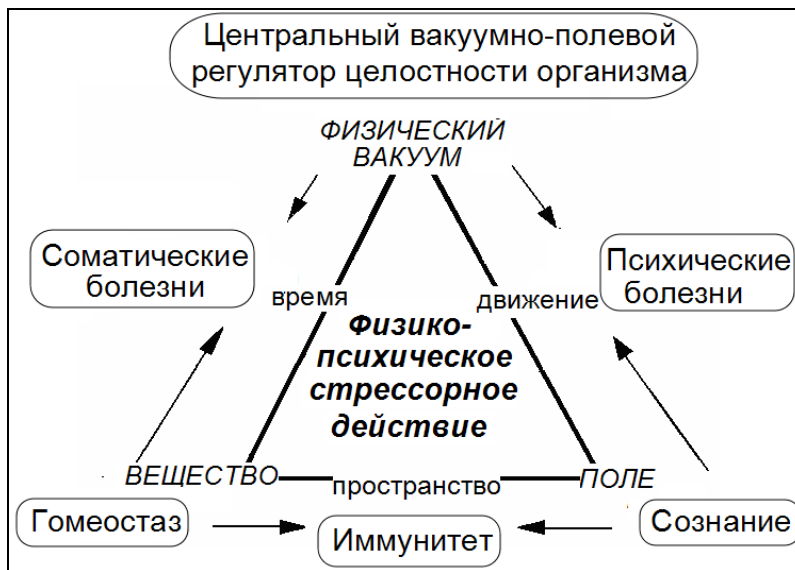 Центральный вакуумно-полевой
регулятор целостности организма
ФИЗИЧЕСКИЙ
ВАКУУМ
Соматические
болезни
Психические
болезни
время
движение
Физико-
психическое
стрессорное
действие
ВЕЩЕСТВО
пространство
ПОЛЕ
Гомеостаз
Иммунитет
Сознание